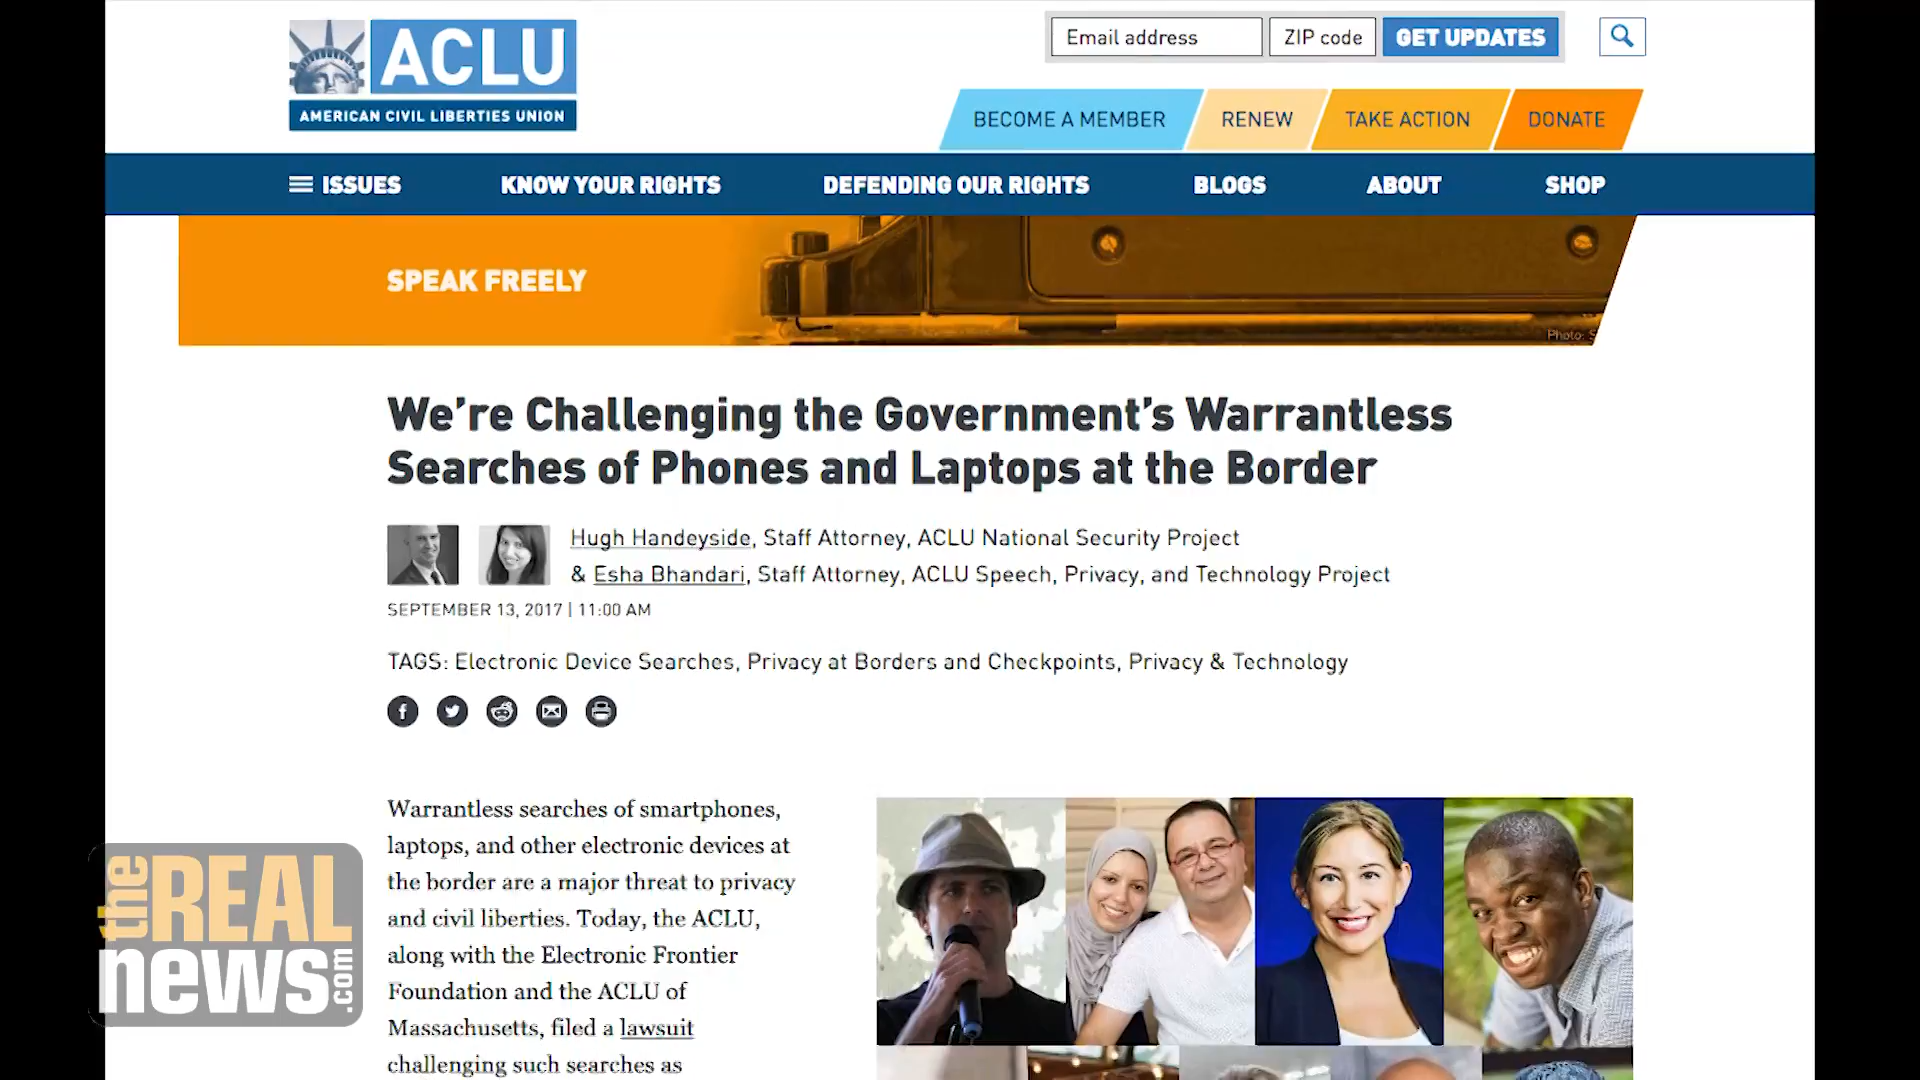 ACLU
AMERICAN CIVIL LIBERTIES UNION
Email address
ZIP code
GET UPDATES
BECOME A MEMBER
RENEW
TAKE ACTION
DONATE
ISSUES
KNOW YOUR RIGHTS
DEFENDING OUR RIGHTS
BLOGS
ABOUT
SHOP
SPEAK FREELY
Photo:
We're Challenging the Government's Warrantless
Searches of Phones and Laptops at the Border
Hugh Handeyside, Staff Attorney, ACLU National Security Project
& Esha Bhandari, Staff Attorney, ACLU Speech, Privacy, and Technology Project
SEPTEMBER 13, 2017 | 11:00 AM
TAGS: Electronic Device Searches, Privacy at Borders and Checkpoints, Privacy & Technology
Warrantless searches of smartphones,
laptops, and other electronic devices at
the border are a major threat to privacy
and civil liberties. Today, the ACLU,
along with the Electronic Frontier
Foundation and the ACLU of
Massachusetts, filed a lawsuit
challenging such searches as
the REAL
news.com